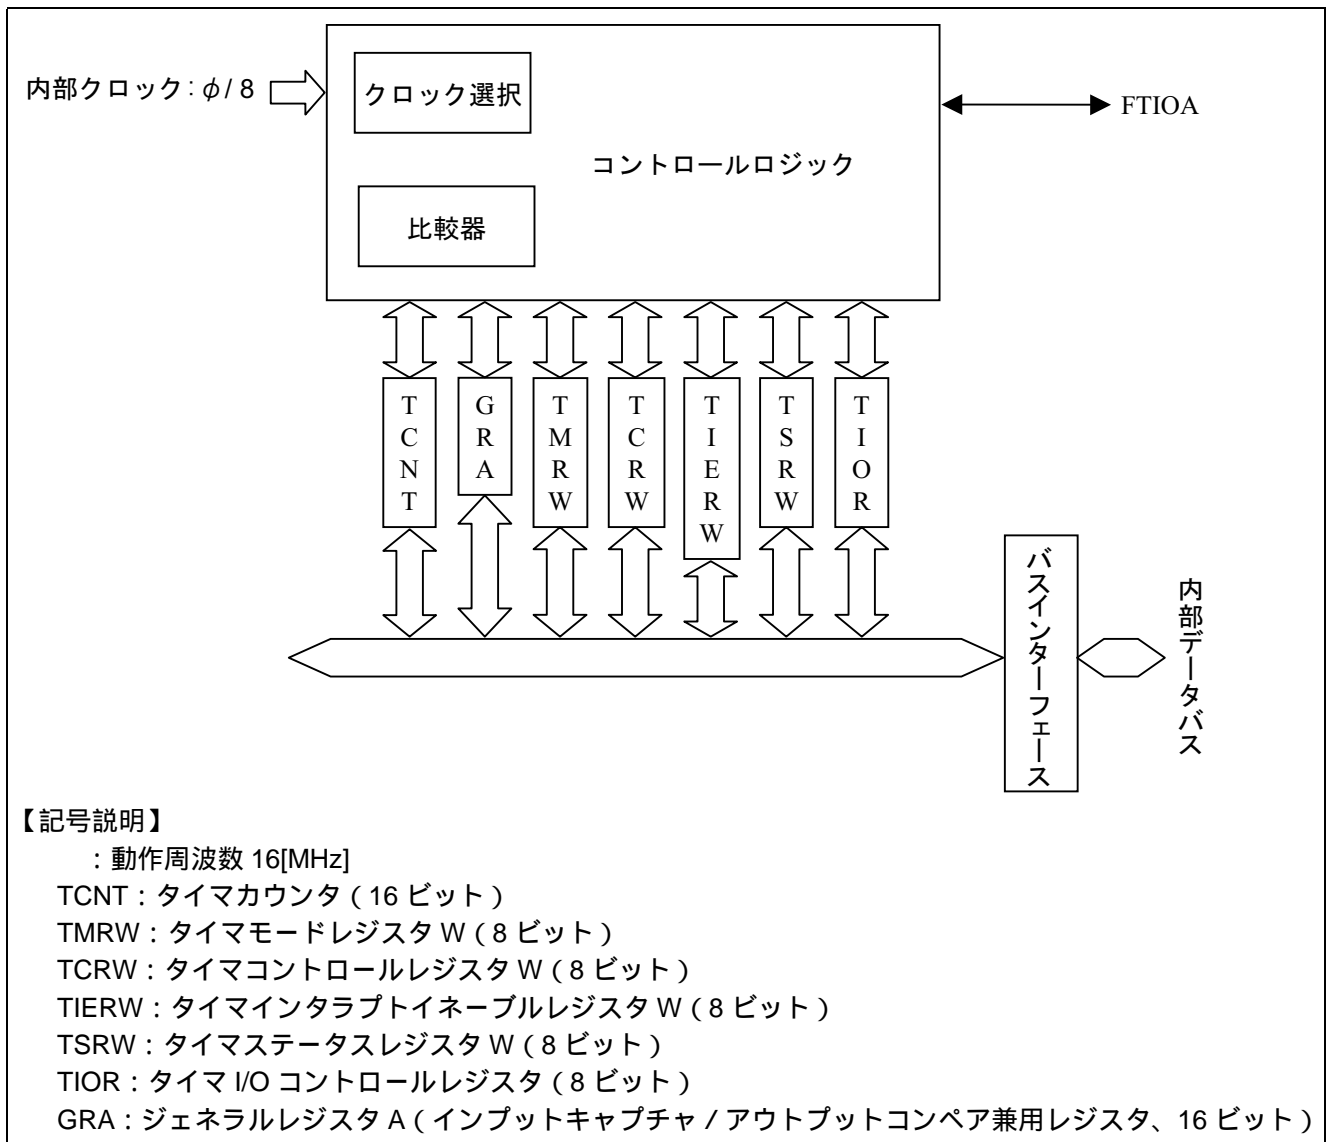 内部クロック：φ/ 8
クロック選択
コントロールロジック
比較器
FTIOA
TCNT
GRA
TMRW
TCRW
TIERW
TSRW
TIOR
バスインターフェース
内部データバス
【記号説明】
：動作周波数 16[MHz]
TCNT：タイマカウンタ（16 ビット）
TMRW：タイマモードレジスタ W（8 ビット）
TCRW：タイマコントロールレジスタ W（8 ビット）
TIERW：タイマインタラプトイネーブルレジスタ W（8 ビット）
TSRW：タイマステータスレジスタ W（8 ビット）
TIOR：タイマ I/O コントロールレジスタ（8 ビット）
GRA：ジェネラルレジスタ A（インプットキャプチャ / アウトプットコンペア兼用レジスタ、16 ビット）